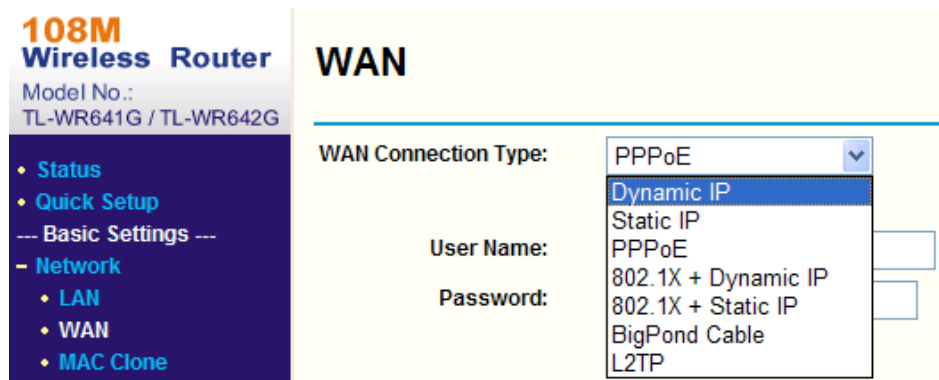 108M
Wireless Router
Model No.:
TL-WR641G / TL-WR642G
• Status
• Quick Setup
--- Basic Settings ---
– Network
• LAN
• WAN
• MAC Clone
WAN
WAN Connection Type: PPPoE
Dynamic IP
Static IP
PPPoE
802.1X + Dynamic IP
802.1X + Static IP
BigPond Cable
L2TP
User Name:
Password: